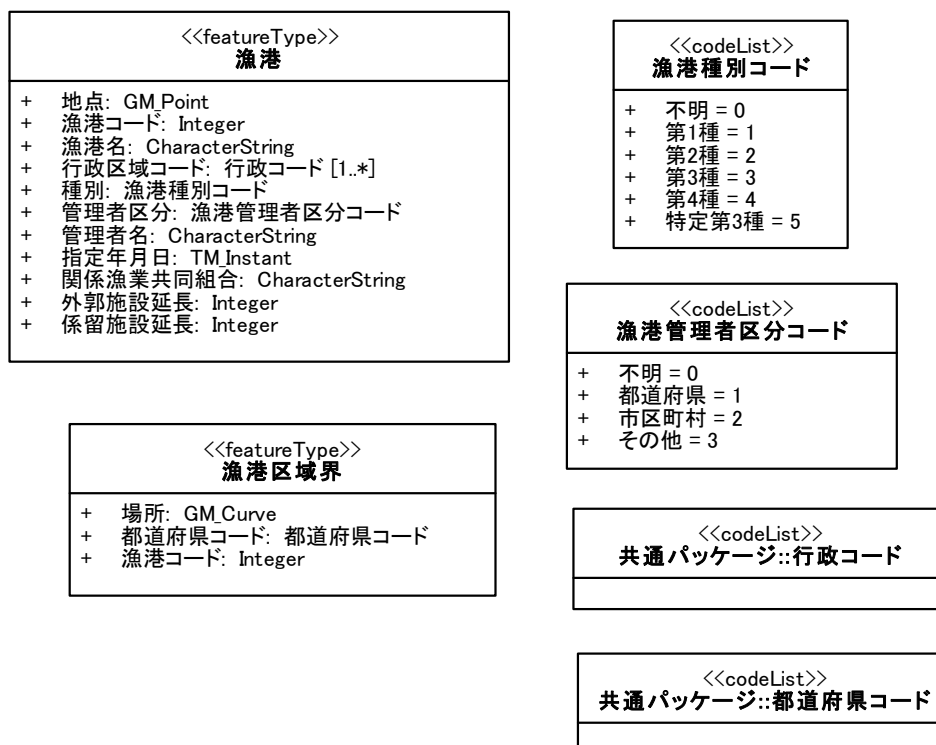 <<featureType>>
漁港
+ 地点: GM_Point
+ 漁港コード: Integer
+ 漁港名: CharacterString
+ 行政区域コード: 行政コード [1..*]
+ 種別: 漁港種別コード
+ 管理者区分: 漁港管理者区分コード
+ 管理者名: CharacterString
+ 指定年月日: TM_Instant
+ 関係漁業共同組合: CharacterString
+ 外郭施設延長: Integer
+ 係留施設延長: Integer
<<featureType>>
漁港区域界
+ 場所: GM_Curve
+ 都道府県コード: 都道府県コード
+ 漁港コード: Integer
<<codeList>>
漁港種別コード
+ 不明 = 0
+ 第1種 = 1
+ 第2種 = 2
+ 第3種 = 3
+ 第4種 = 4
+ 特定第3種 = 5
<<codeList>>
漁港管理者区分コード
+ 不明 = 0
+ 都道府県 = 1
+ 市区町村 = 2
+ その他 = 3
<<codeList>>
共通パッケージ::行政コード
<<codeList>>
共通パッケージ::都道府県コード